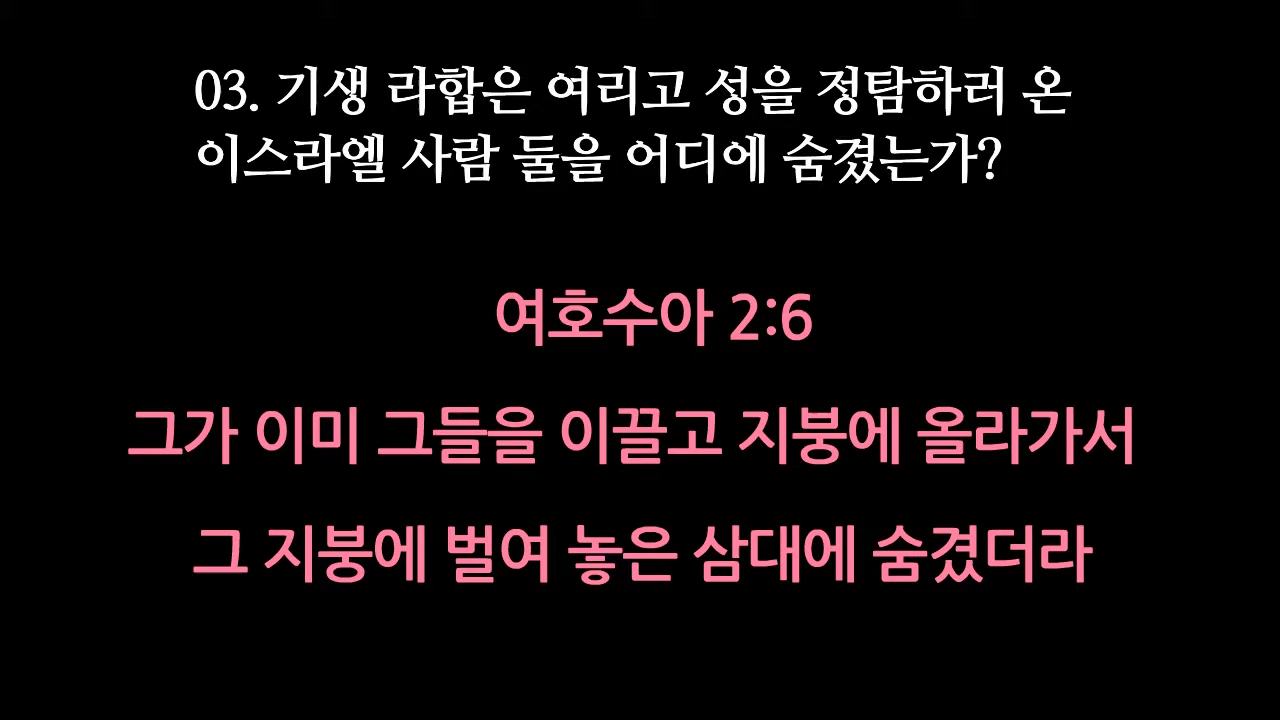 03. 기생 라합은 여리고 성을 정탐하러 온
이스라엘 사람 둘을 어디에 숨겼는가?
여호수아 2:6
그가 이미 그들을 이끌고 지붕에 올라가서
그 지붕에 벌여 놓은 삼대에 숨겼더라